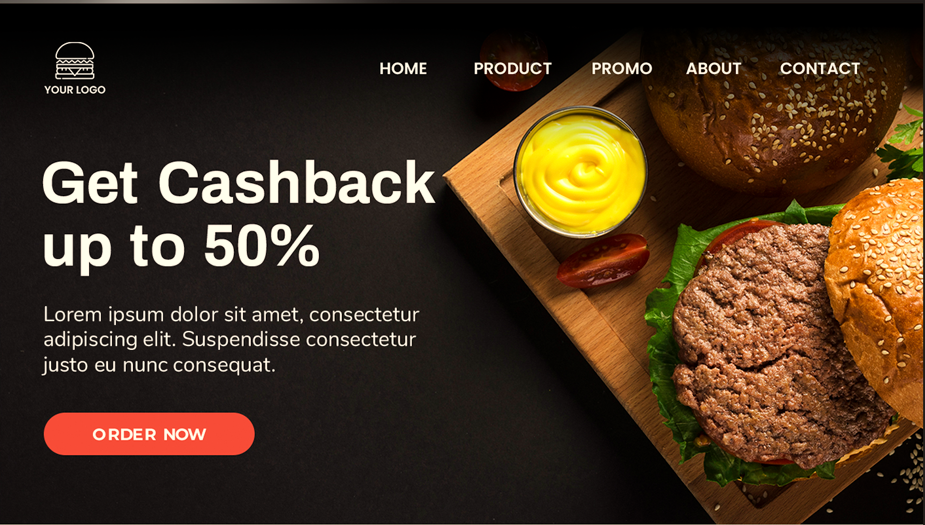 YOUR LOGO
HOME PRODUCT PROMO ABOUT CONTACT
Get Cashback
up to 50%
Lorem ipsum dolor sit amet, consectetur
adipiscing elit. Suspendisse consectetur
justo eu nunc consequat.
ORDER NOW